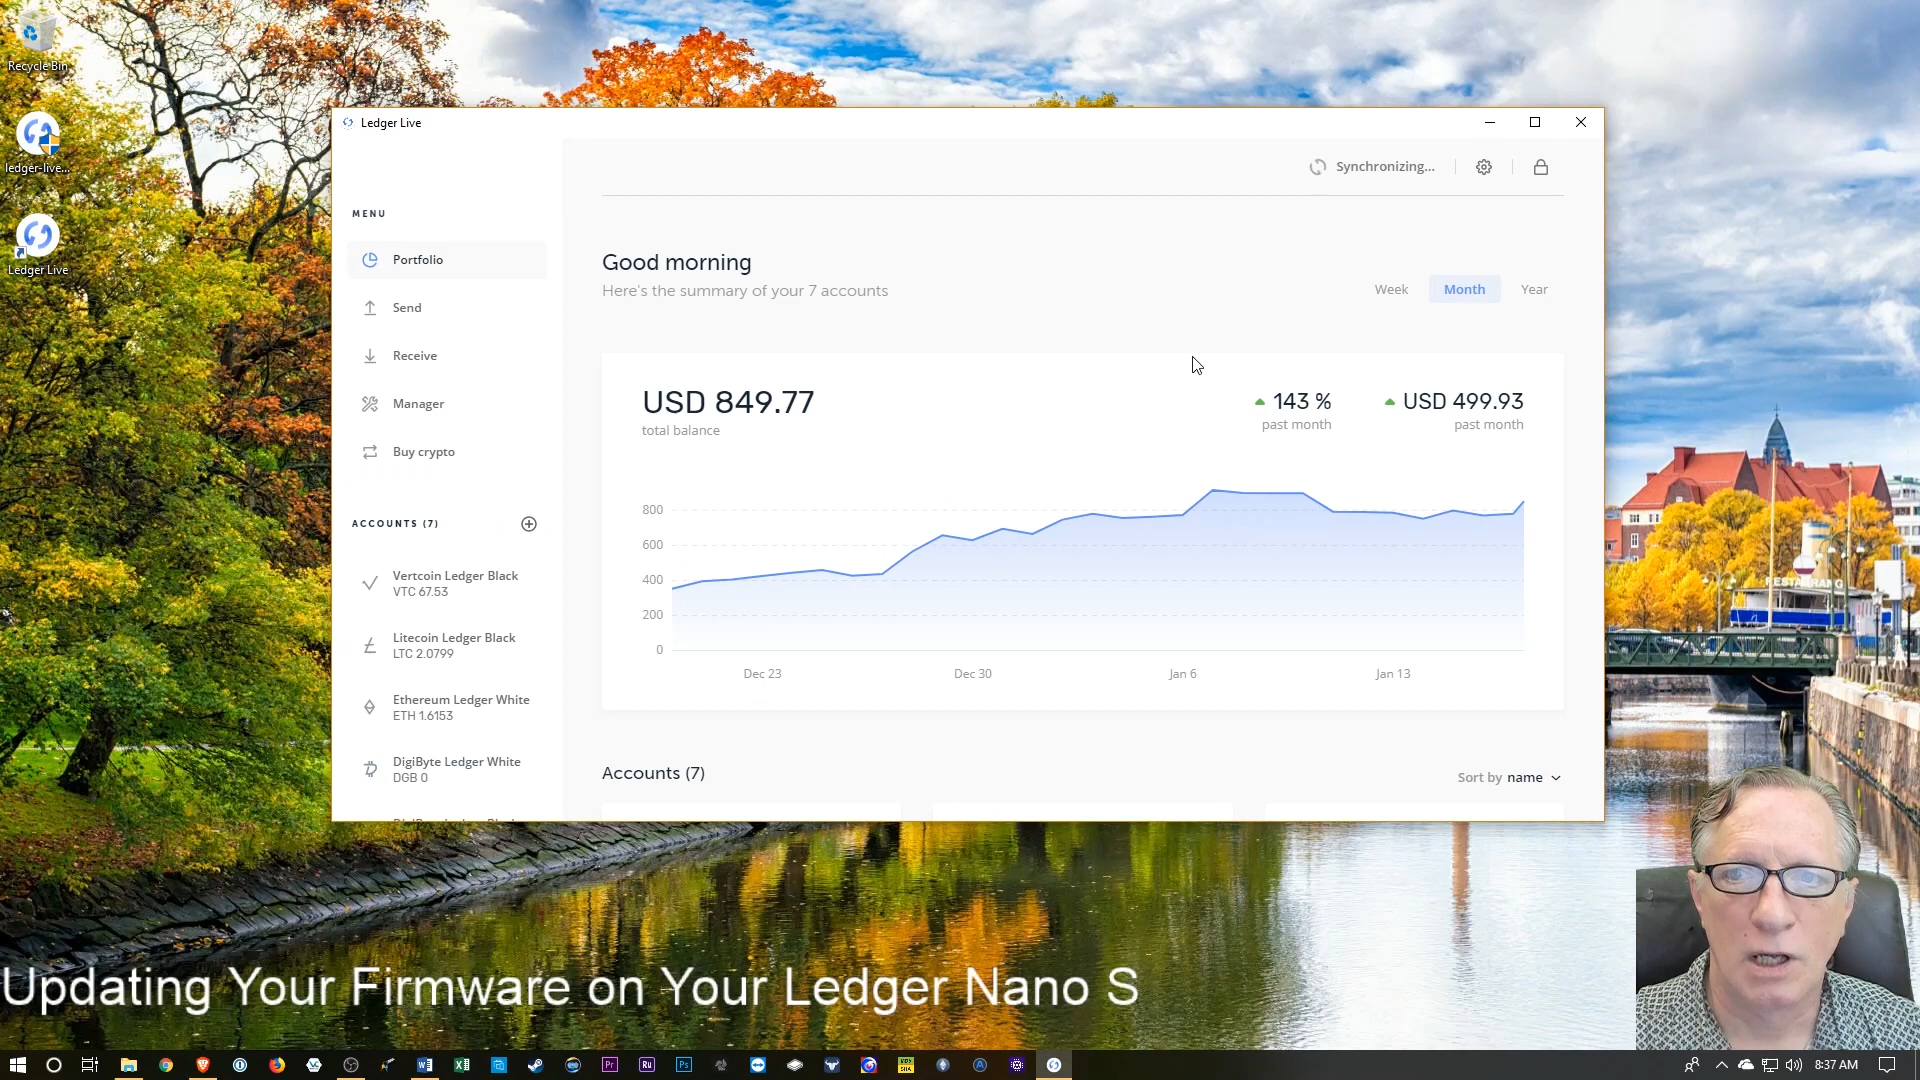 Recycle Bin
ledger-live...
Ledger Live
Ledger Live
Synchronizing...
MENU
Portfolio
Send
Receive
Manager
Buy crypto
ACCOUNTS (7)
Vertcoin Ledger Black
VTC 67.53
Litecoin Ledger Black
LTC 2.0799
Ethereum Ledger White
ETH 1.6153
DigiByte Ledger White
DGB 0
Good morning
Here's the summary of your 7 accounts
Week Month Year
USD 849.77
total balance
143 %
past month
USD 499.93
past month
800
600
400
200
0
Dec 23 Dec 30 Jan 6 Jan 13
Accounts (7)
Sort by name
RESTAURANG
Updating Your Firmware on Your Ledger Nano S
Pr
Ru
Ps
8:37 AM